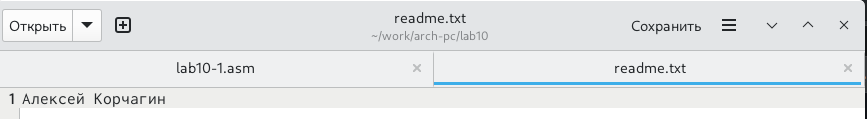 Открыть
readme.txt
~/work/arch-pc/lab10
Сохранить
lab10-1.asm
readme.txt
1 Алексей Корчагин